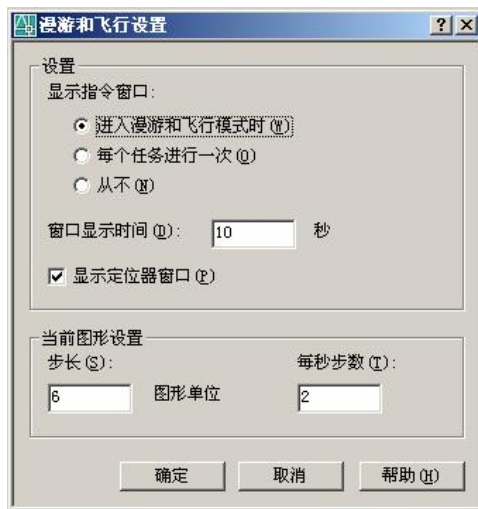 漫游和飞行设置
设置
显示指令窗口:
进入漫游和飞行模式时(W)
每个任务进行一次(O)
从不(N)
窗口显示时间(D): 10 秒
显示定位器窗口(P)
当前图形设置
步长(S): 每秒步数(T):
6 图形单位 2
确定 取消 帮助(H)